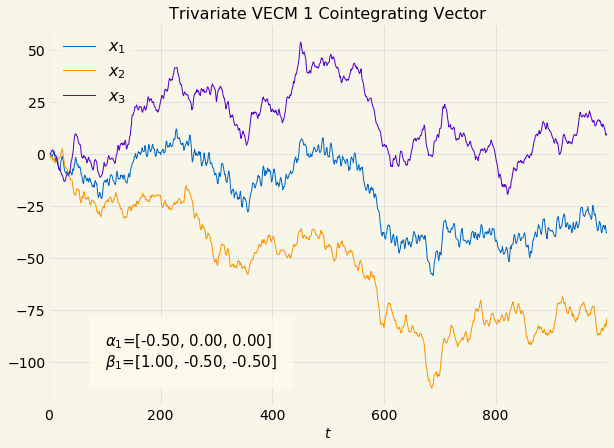 Trivariate VECM 1 Cointegrating Vector
x₁
x₂
x₃
50
25
0
−25
−50
−75
−100
α₁=[-0.50, 0.00, 0.00]
β₁=[1.00, -0.50, -0.50]
0 200 400 600 800
t